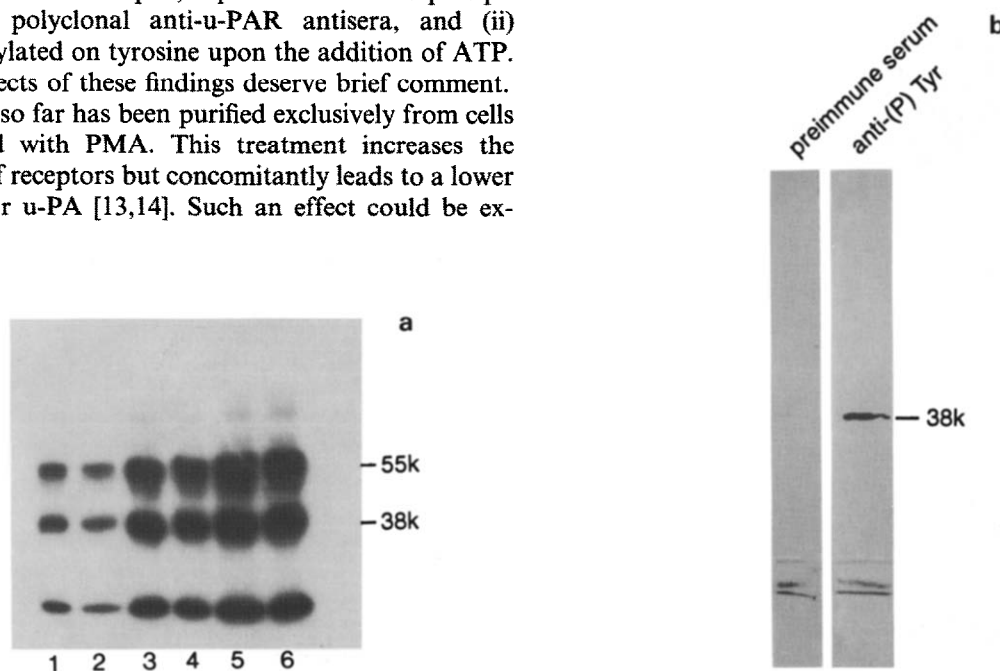 polyclonal anti-u-PAR antisera, and (ii)
ylated on tyrosine upon the addition of ATP.
ects of these findings deserve brief comment.
so far has been purified exclusively from cells
with PMA. This treatment increases the
receptors but concomitantly leads to a lower
u-PA [13,14]. Such an effect could be ex-
a
55k
38k
1 2 3 4 5 6
b
preimmune serum
anti-(P) Tyr
38k